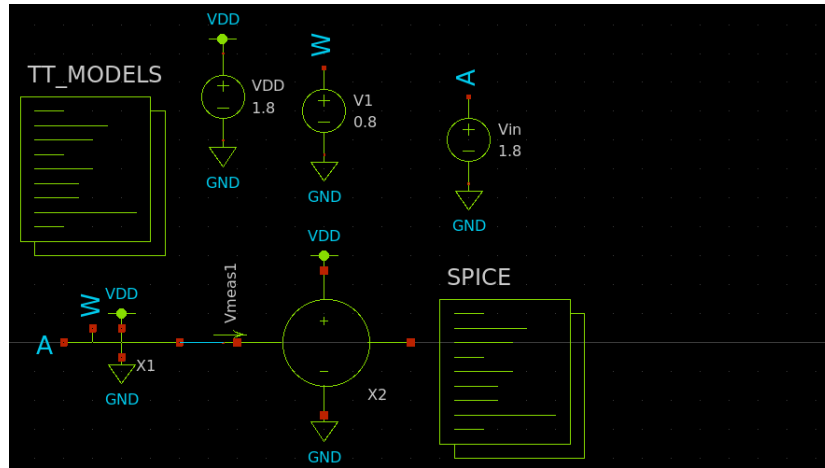 VDD
W
TT_MODELS
VDD
1.8
V1
0.8
A
Vin
1.8
GND
GND
GND
VDD
Vmeas1
SPICE
W
VDD
A
X1
GND
X2
GND